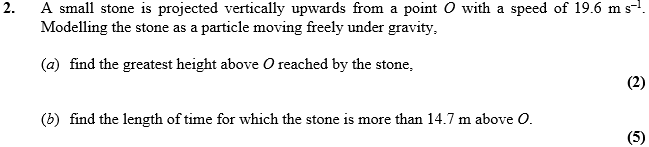 2. A small stone is projected vertically upwards from a point O with a speed of 19.6 m s⁻¹.
Modelling the stone as a particle moving freely under gravity,
(a) find the greatest height above O reached by the stone,
(2)
(b) find the length of time for which the stone is more than 14.7 m above O.
(5)